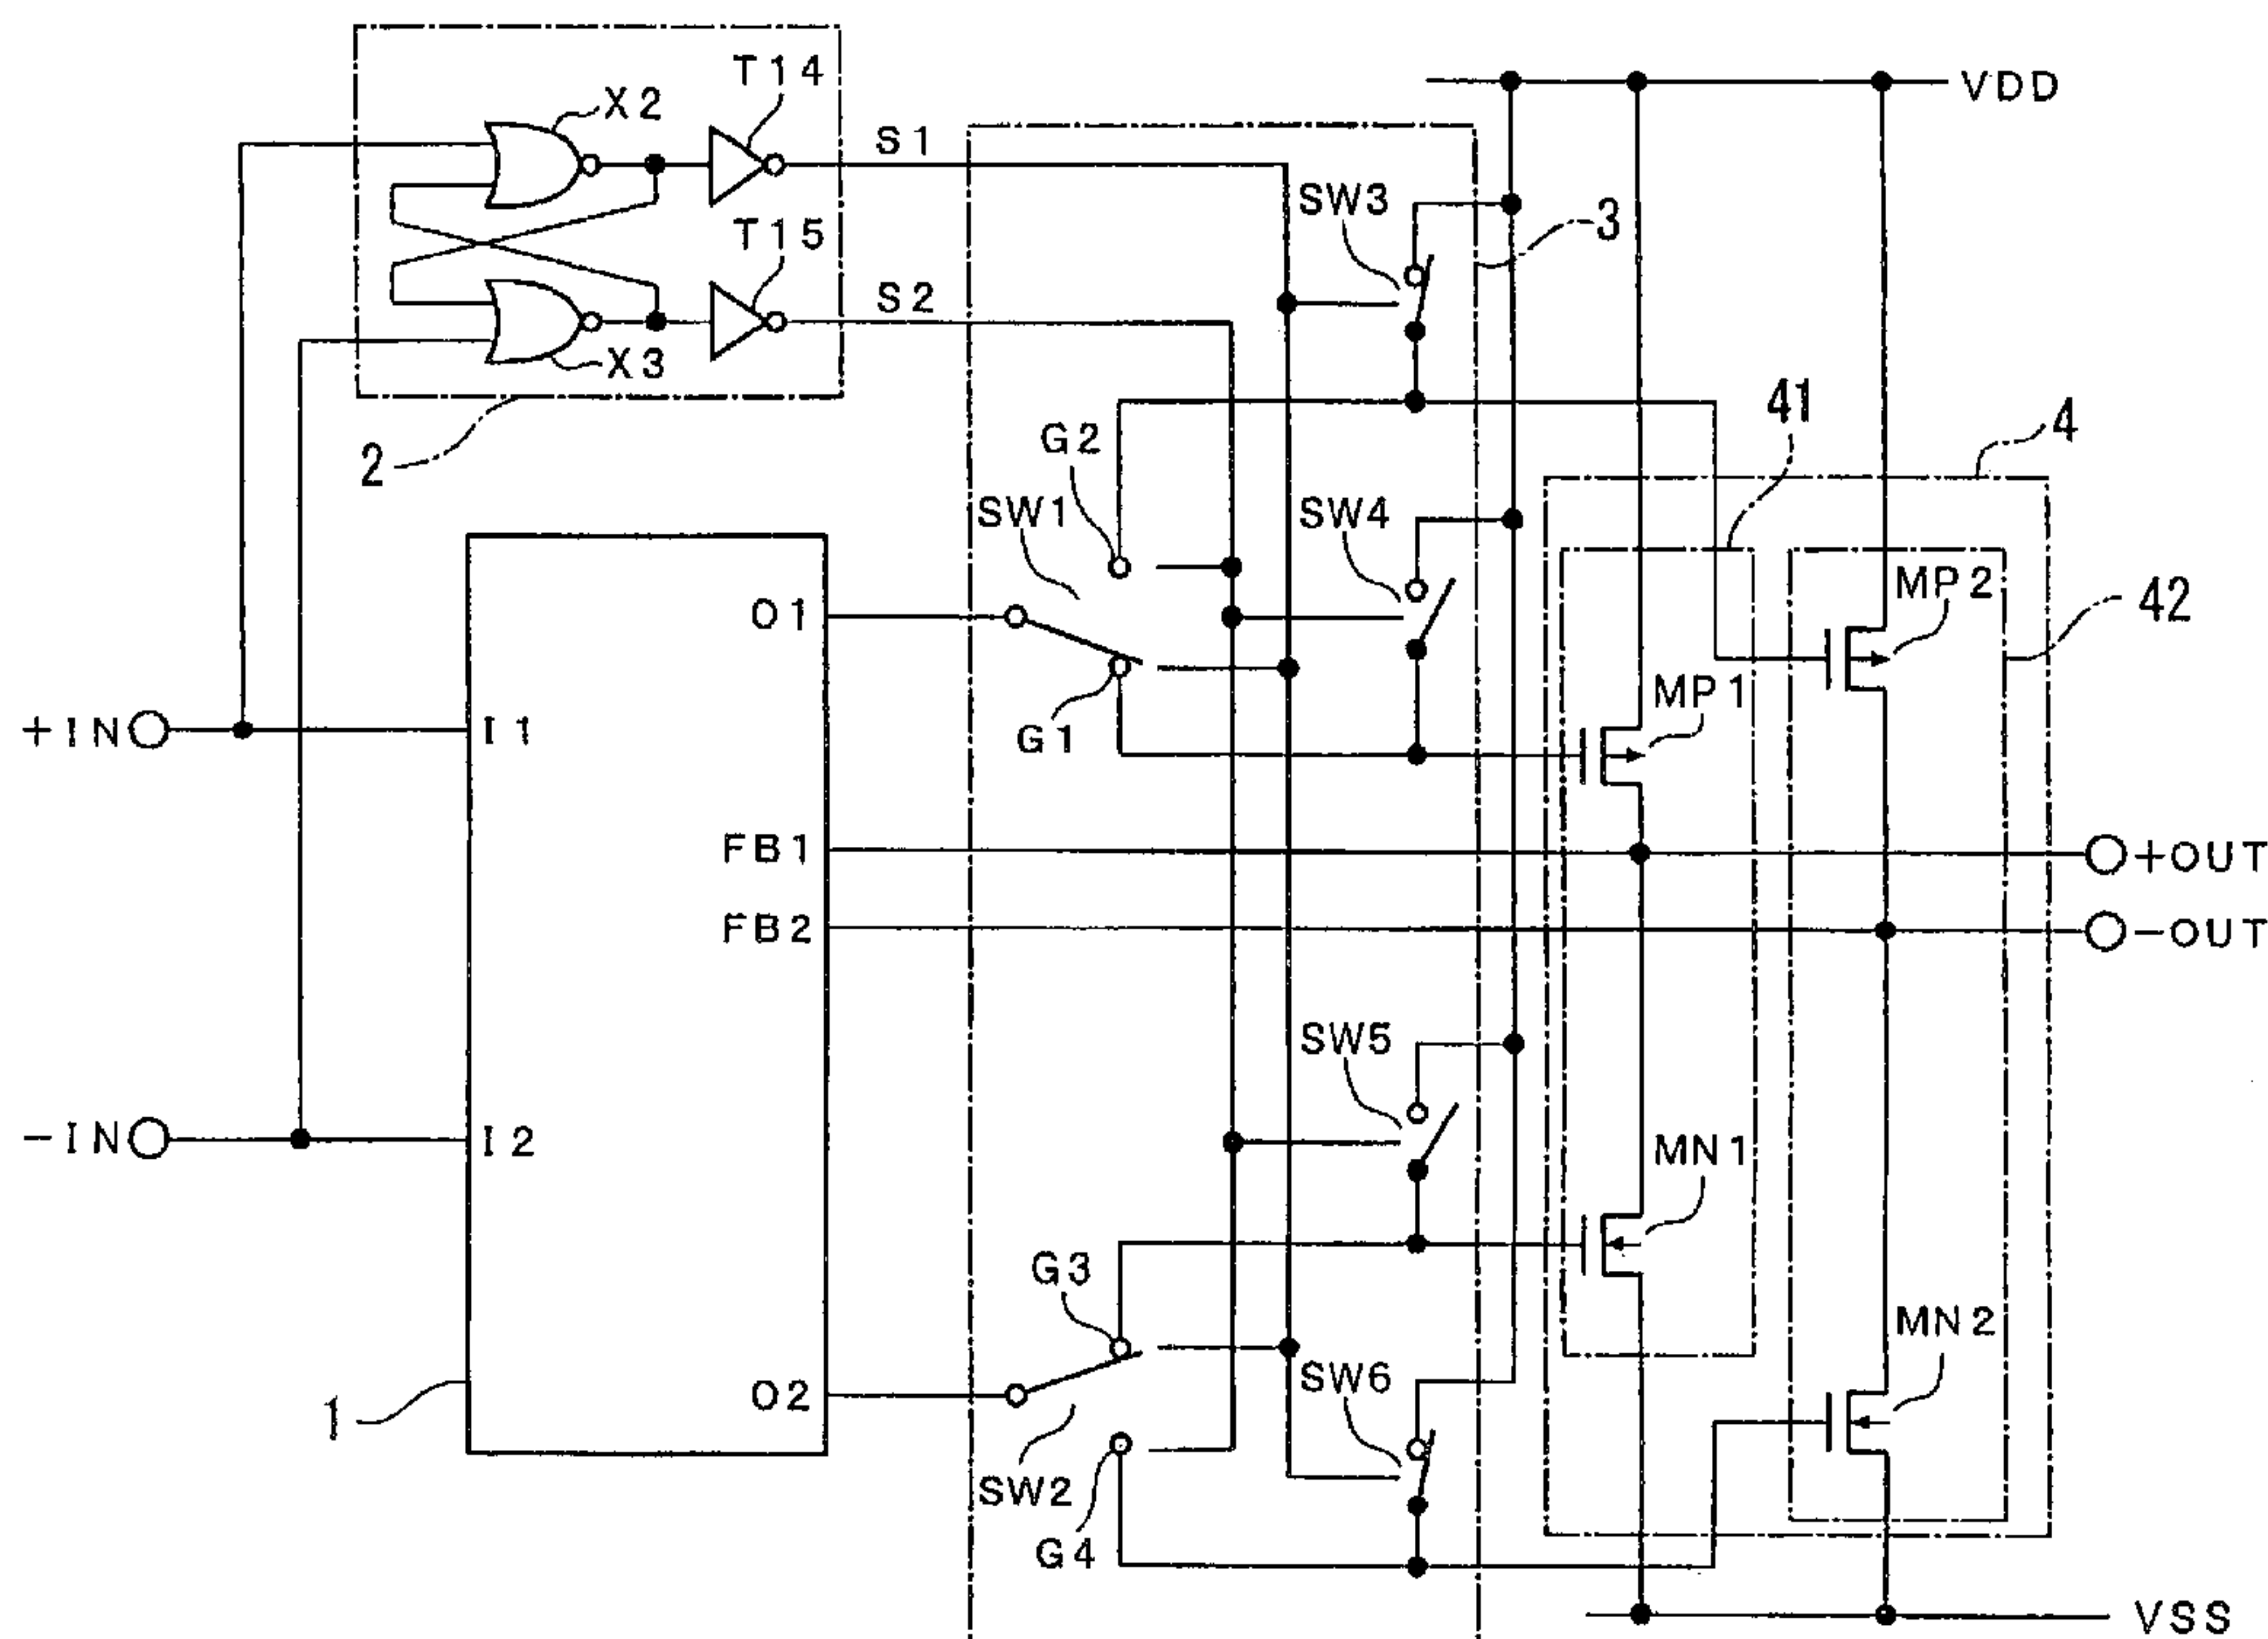 T14
X2
VDD
S1
SW3
3
T15
S2
X3
41
4
G2
2
SW1
SW4
MP2
42
O1
MP1
+IN
I1
G1
FB1
+OUT
FB2
-OUT
SW5
-IN
I2
MN1
G3
MN2
SW6
O2
1
SW2
G4
VSS